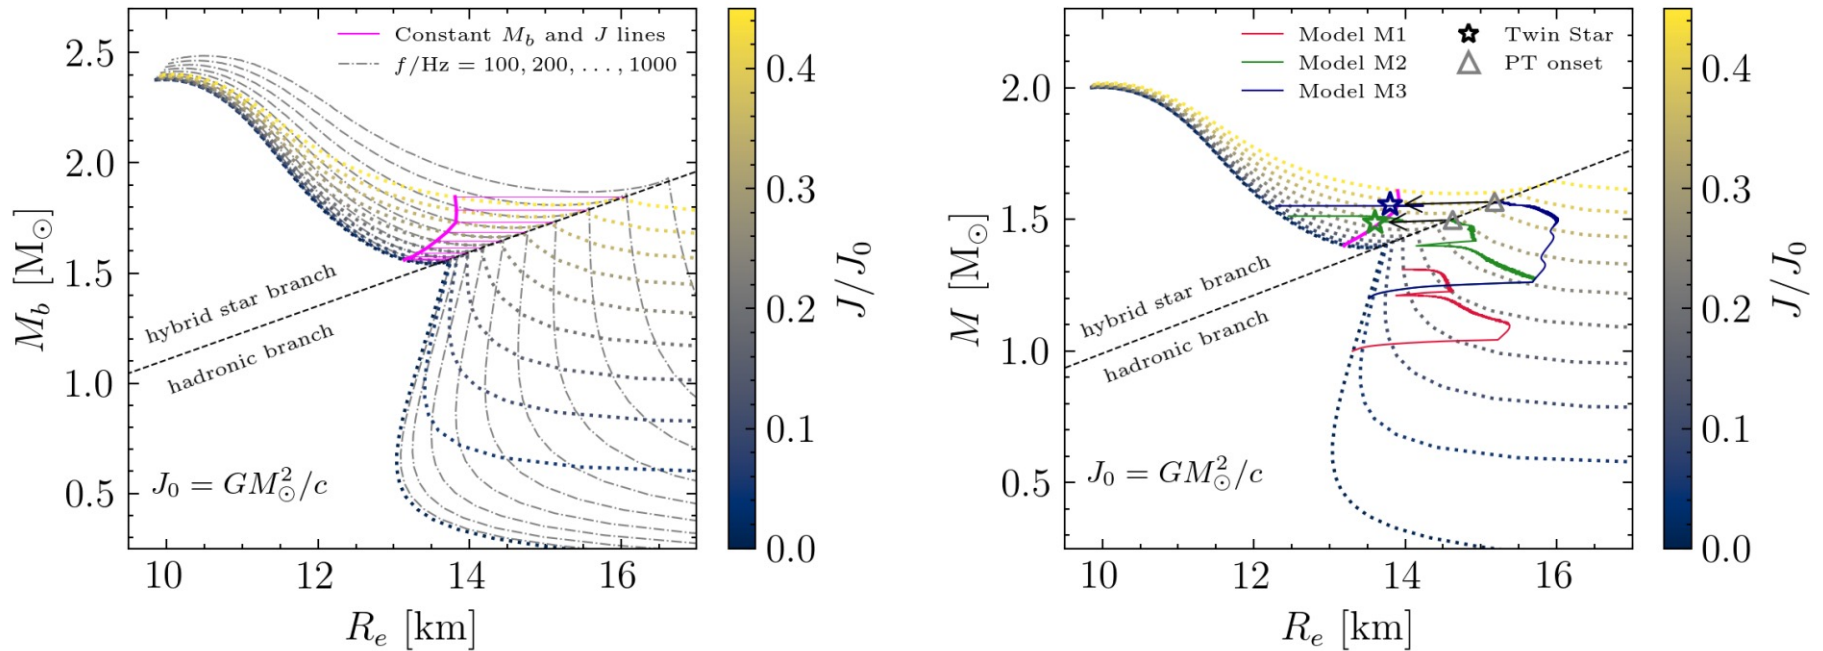 Constant M_b and J lines
f/Hz = 100, 200, . . . , 1000
2.5
2.0
1.5
1.0
0.5
M_b [M_⊙]
hybrid star branch
hadronic branch
J_0 = GM_⊙^2/c
10
12
14
16
R_e [km]
0.4
0.3
0.2
0.1
0.0
J/J_0
Model M1
Model M2
Model M3
Twin Star
PT onset
2.0
1.5
1.0
0.5
M [M_⊙]
hybrid star branch
hadronic branch
J_0 = GM_⊙^2/c
10
12
14
16
R_e [km]
0.4
0.3
0.2
0.1
0.0
J/J_0